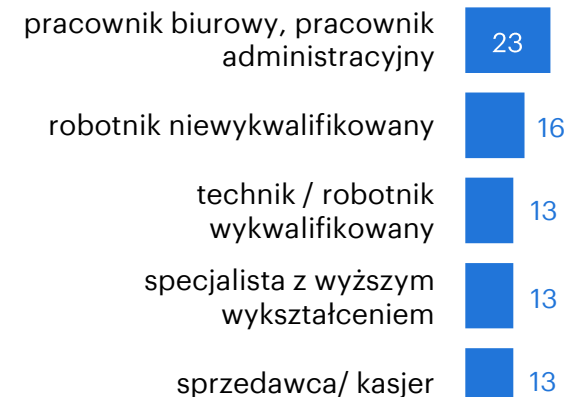 pracownik biurowy, pracownik
administracyjny
23
robotnik niewykwalifikowany
16
technik / robotnik
wykwalifikowany
13
specjalista z wyższym
wykształceniem
13
sprzedawca/ kasjer
13